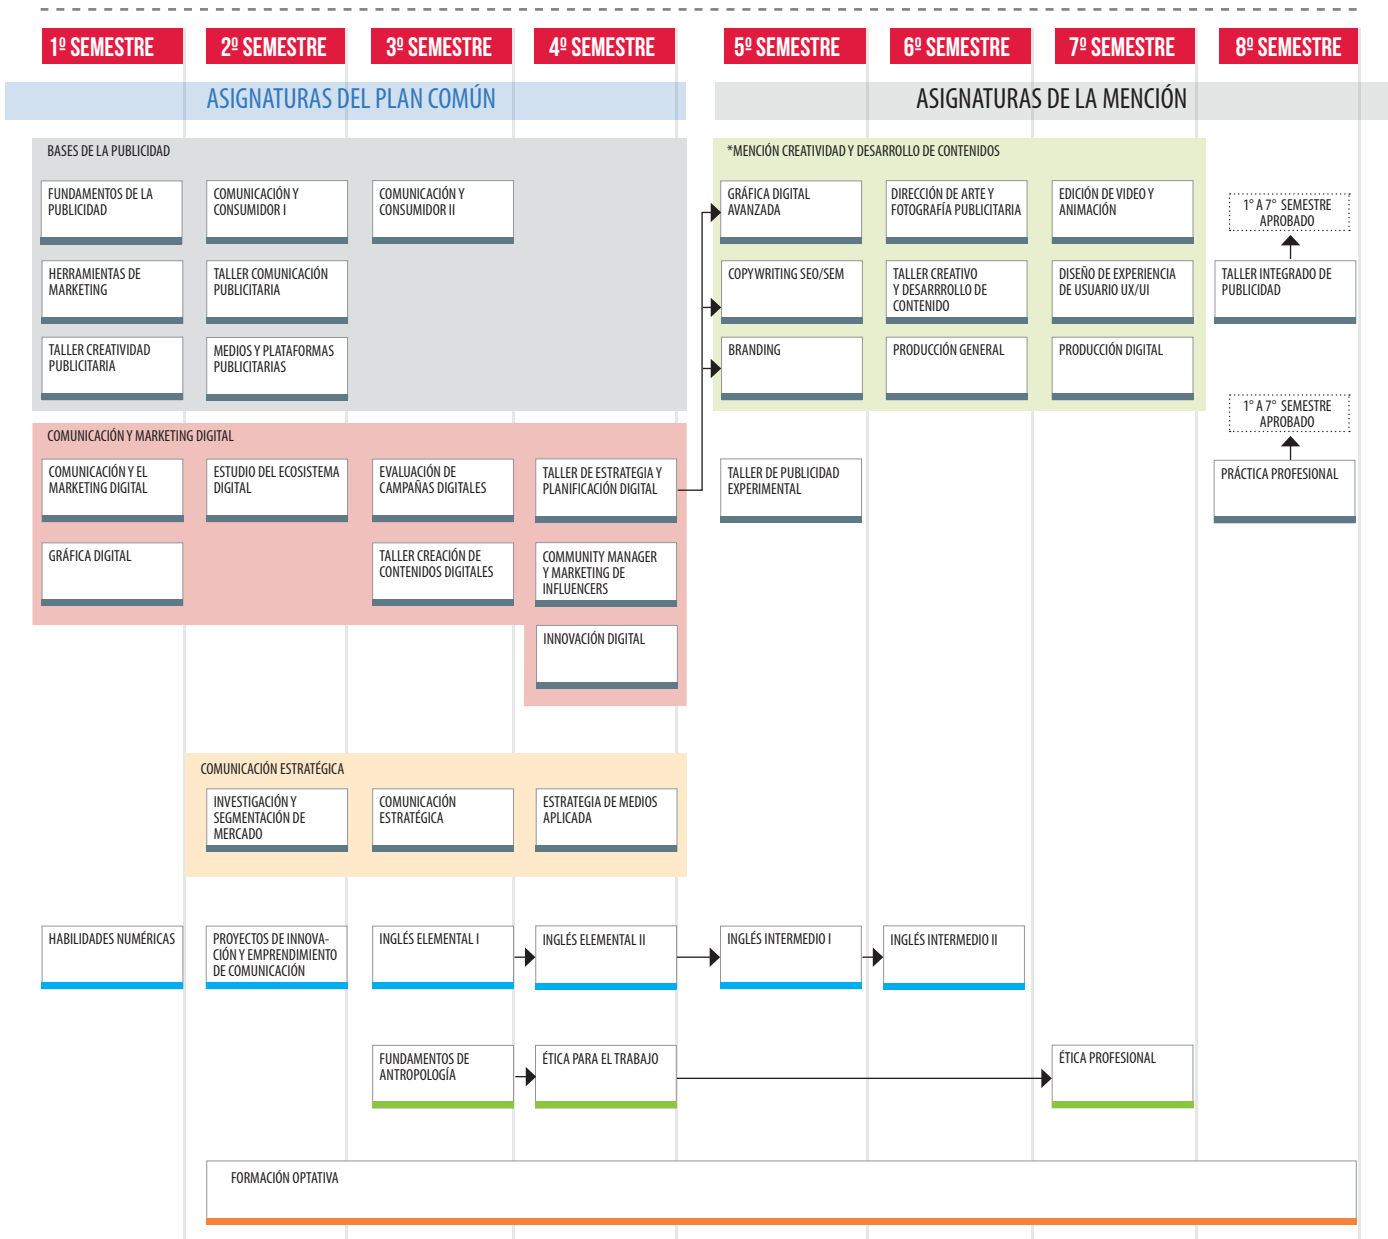 1º SEMESTRE
2º SEMESTRE
3º SEMESTRE
4º SEMESTRE
5º SEMESTRE
6º SEMESTRE
7º SEMESTRE
8º SEMESTRE
ASIGNATURAS DEL PLAN COMÚN
ASIGNATURAS DE LA MENCIÓN
BASES DE LA PUBLICIDAD
FUNDAMENTOS DE LA
PUBLICIDAD
COMUNICACIÓN Y
CONSUMIDOR I
COMUNICACIÓN Y
CONSUMIDOR II
HERRAMIENTAS DE
MARKETING
TALLER COMUNICACIÓN
PUBLICITARIA
TALLER CREATIVIDAD
PUBLICITARIA
MEDIOS Y PLATAFORMAS
PUBLICITARIAS
*MENCIÓN CREATIVIDAD Y DESARROLLO DE CONTENIDOS
GRÁFICA DIGITAL
AVANZADA
DIRECCIÓN DE ARTE Y
FOTOGRAFÍA PUBLICITARIA
EDICIÓN DE VIDEO Y
ANIMACIÓN
COPYWRITING SEO/SEM
TALLER CREATIVO
Y DESARRROLLO DE
CONTENIDO
DISEÑO DE EXPERIENCIA
DE USUARIO UX/UI
BRANDING
PRODUCCIÓN GENERAL
PRODUCCIÓN DIGITAL
1° A 7° SEMESTRE
APROBADO
TALLER INTEGRADO DE
PUBLICIDAD
1° A 7° SEMESTRE
APROBADO
PRÁCTICA PROFESIONAL
COMUNICACIÓN Y MARKETING DIGITAL
COMUNICACIÓN Y EL
MARKETING DIGITAL
ESTUDIO DEL ECOSISTEMA
DIGITAL
EVALUACIÓN DE
CAMPAÑAS DIGITALES
TALLER DE ESTRATEGIA Y
PLANIFICACIÓN DIGITAL
TALLER DE PUBLICIDAD
EXPERIMENTAL
GRÁFICA DIGITAL
TALLER CREACIÓN DE
CONTENIDOS DIGITALES
COMMUNITY MANAGER
Y MARKETING DE
INFLUENCERS
INNOVACIÓN DIGITAL
COMUNICACIÓN ESTRATÉGICA
INVESTIGACIÓN Y
SEGMENTACIÓN DE
MERCADO
COMUNICACIÓN
ESTRATÉGICA
ESTRATEGIA DE MEDIOS
APLICADA
HABILIDADES NUMÉRICAS
PROYECTOS DE INNOVA-
CIÓN Y EMPRENDIMIENTO
DE COMUNICACIÓN
INGLÉS ELEMENTAL I
INGLÉS ELEMENTAL II
INGLÉS INTERMEDIO I
INGLÉS INTERMEDIO II
FUNDAMENTOS DE
ANTROPOLOGÍA
ÉTICA PARA EL TRABAJO
ÉTICA PROFESIONAL
FORMACIÓN OPTATIVA